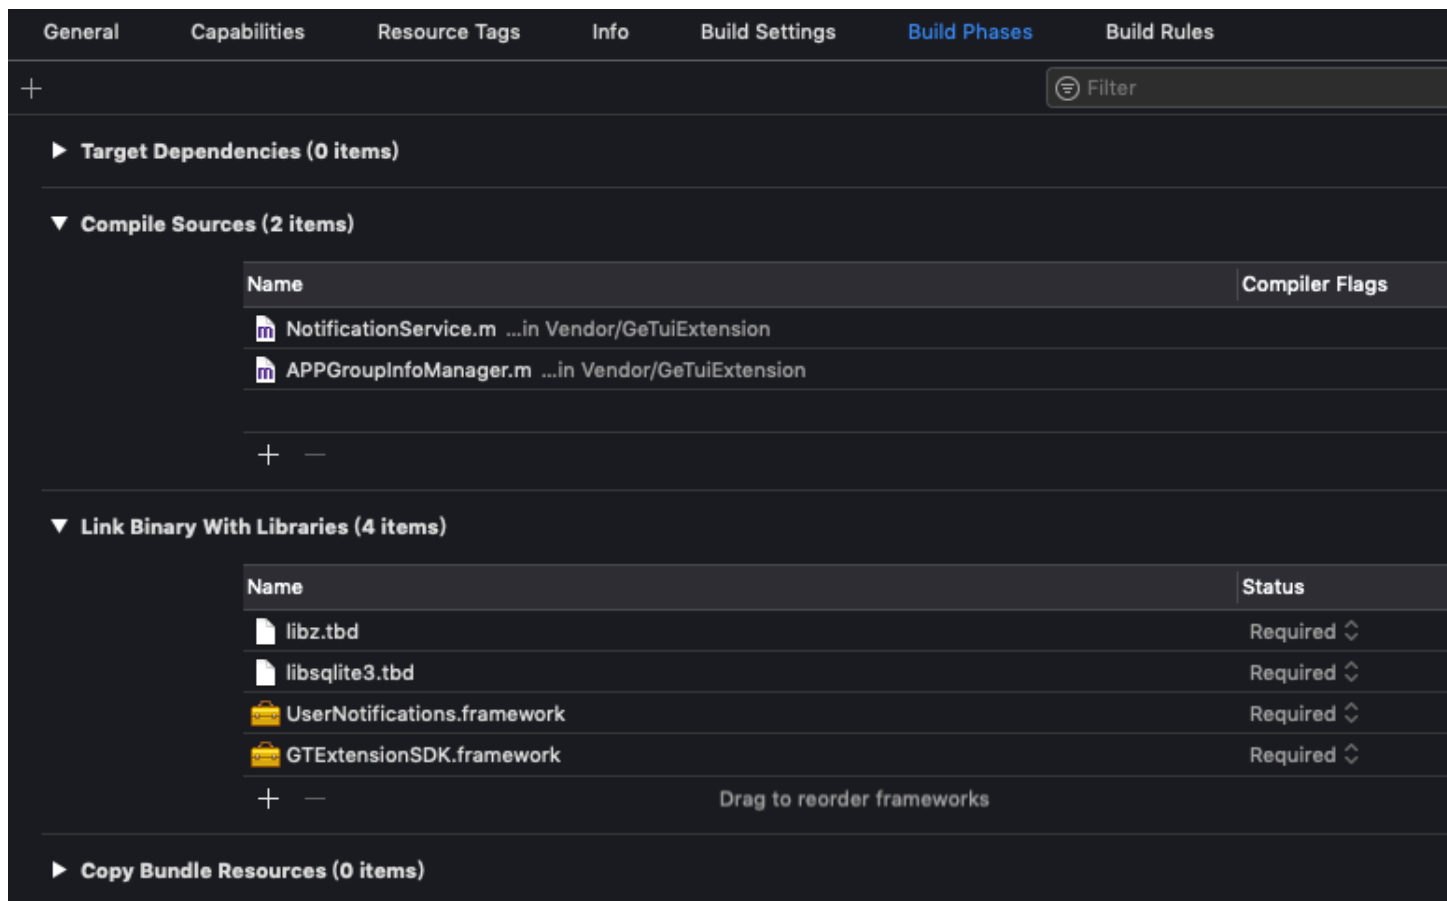 General Capabilities Resource Tags Info Build Settings Build Phases Build Rules
Filter
Target Dependencies (0 items)
Compile Sources (2 items)
Name Compiler Flags
NotificationService.m ...in Vendor/GeTuiExtension
APPGroupInfoManager.m ...in Vendor/GeTuiExtension
Link Binary With Libraries (4 items)
Name Status
libz.tbd Required
libsqlite3.tbd Required
UserNotifications.framework Required
GTExtensionSDK.framework Required
Drag to reorder frameworks
Copy Bundle Resources (0 items)